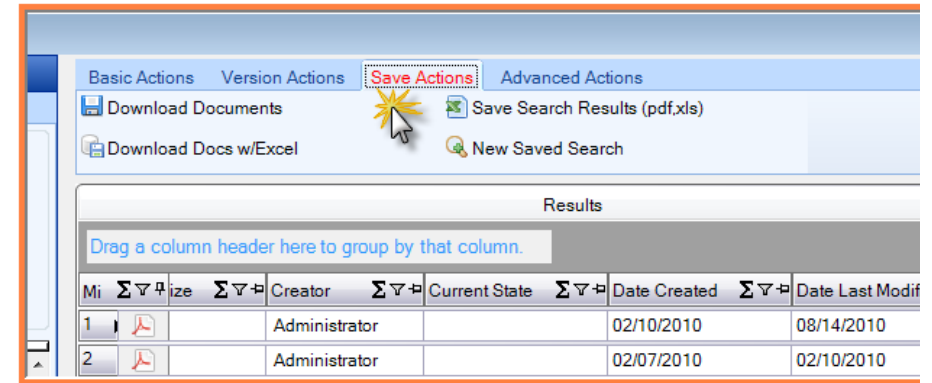 Basic Actions Version Actions Save Actions Advanced Actions
Download Documents Save Search Results (pdf,xls)
Download Docs w/Excel New Saved Search
Results
Drag a column header here to group by that column.
Mi Σ ize Σ Creator Σ Current State Σ Date Created Σ Date Last Modif
1 Administrator 02/10/2010 08/14/2010
2 Administrator 02/07/2010 02/10/2010